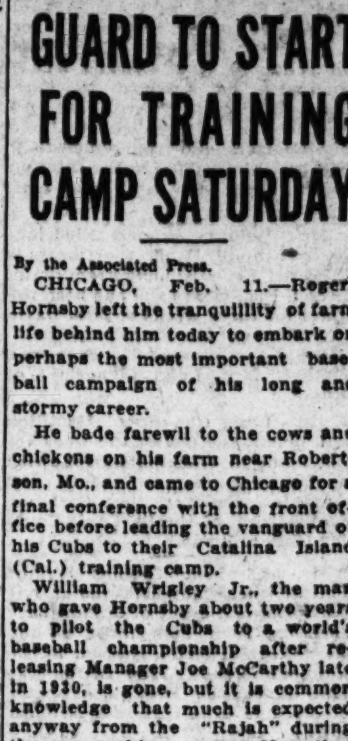 GUARD TO START
FOR TRAINING
CAMP SATURDAY
By the Associated Press.
CHICAGO, Feb. 11.—Roger
Hornsby left the tranquility of farm
life behind him today to embark on
perhaps the most important base-
ball campaign of his long and
stormy career.
He bade farewll to the cows and
chickens on his farm near Robert-
son, Mo., and came to Chicago for a
final conference with the front of-
fice before leading the vanguard of
his Cubs to their Catalina Island
(Cal.) training camp.
William Wrigley Jr., the man
who gave Hornsby about two years
to pilot the Cubs to a world's
baseball championship after re-
leasing Manager Joe McCarthy late
in 1930, is gone, but it is common
knowledge that much is expected
anyway from the "Rajah" during